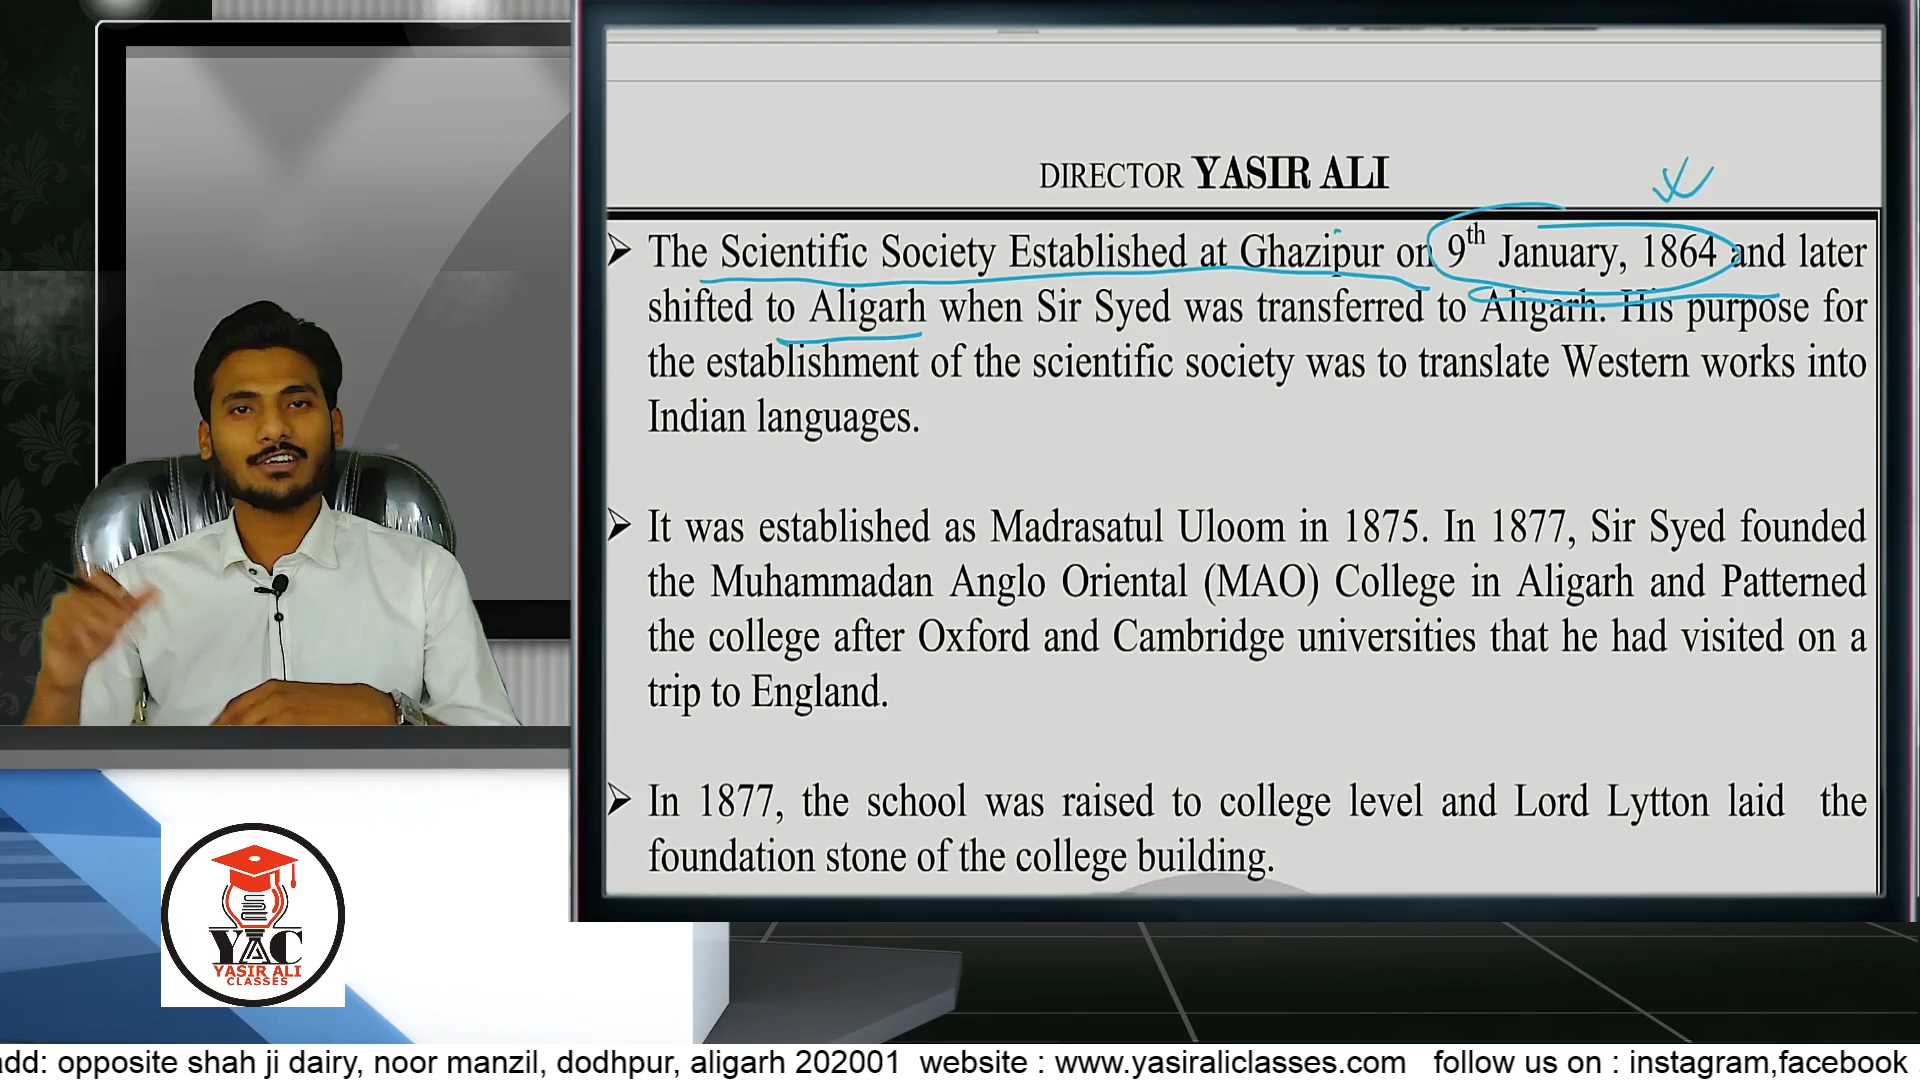 DIRECTOR YASIR ALI
➢ The Scientific Society Established at Ghazipur on 9th January, 1864 and later
shifted to Aligarh when Sir Syed was transferred to Aligarh. His purpose for
the establishment of the scientific society was to translate Western works into
Indian languages.
➢ It was established as Madrasatul Uloom in 1875. In 1877, Sir Syed founded
the Muhammadan Anglo Oriental (MAO) College in Aligarh and Patterned
the college after Oxford and Cambridge universities that he had visited on a
trip to England.
➢ In 1877, the school was raised to college level and Lord Lytton laid the
foundation stone of the college building.
YAC
YASIR ALI
CLASSES
add: opposite shah ji dairy, noor manzil, dodhpur, aligarh 202001 website : www.yasiraliclasses.com follow us on : instagram,facebook